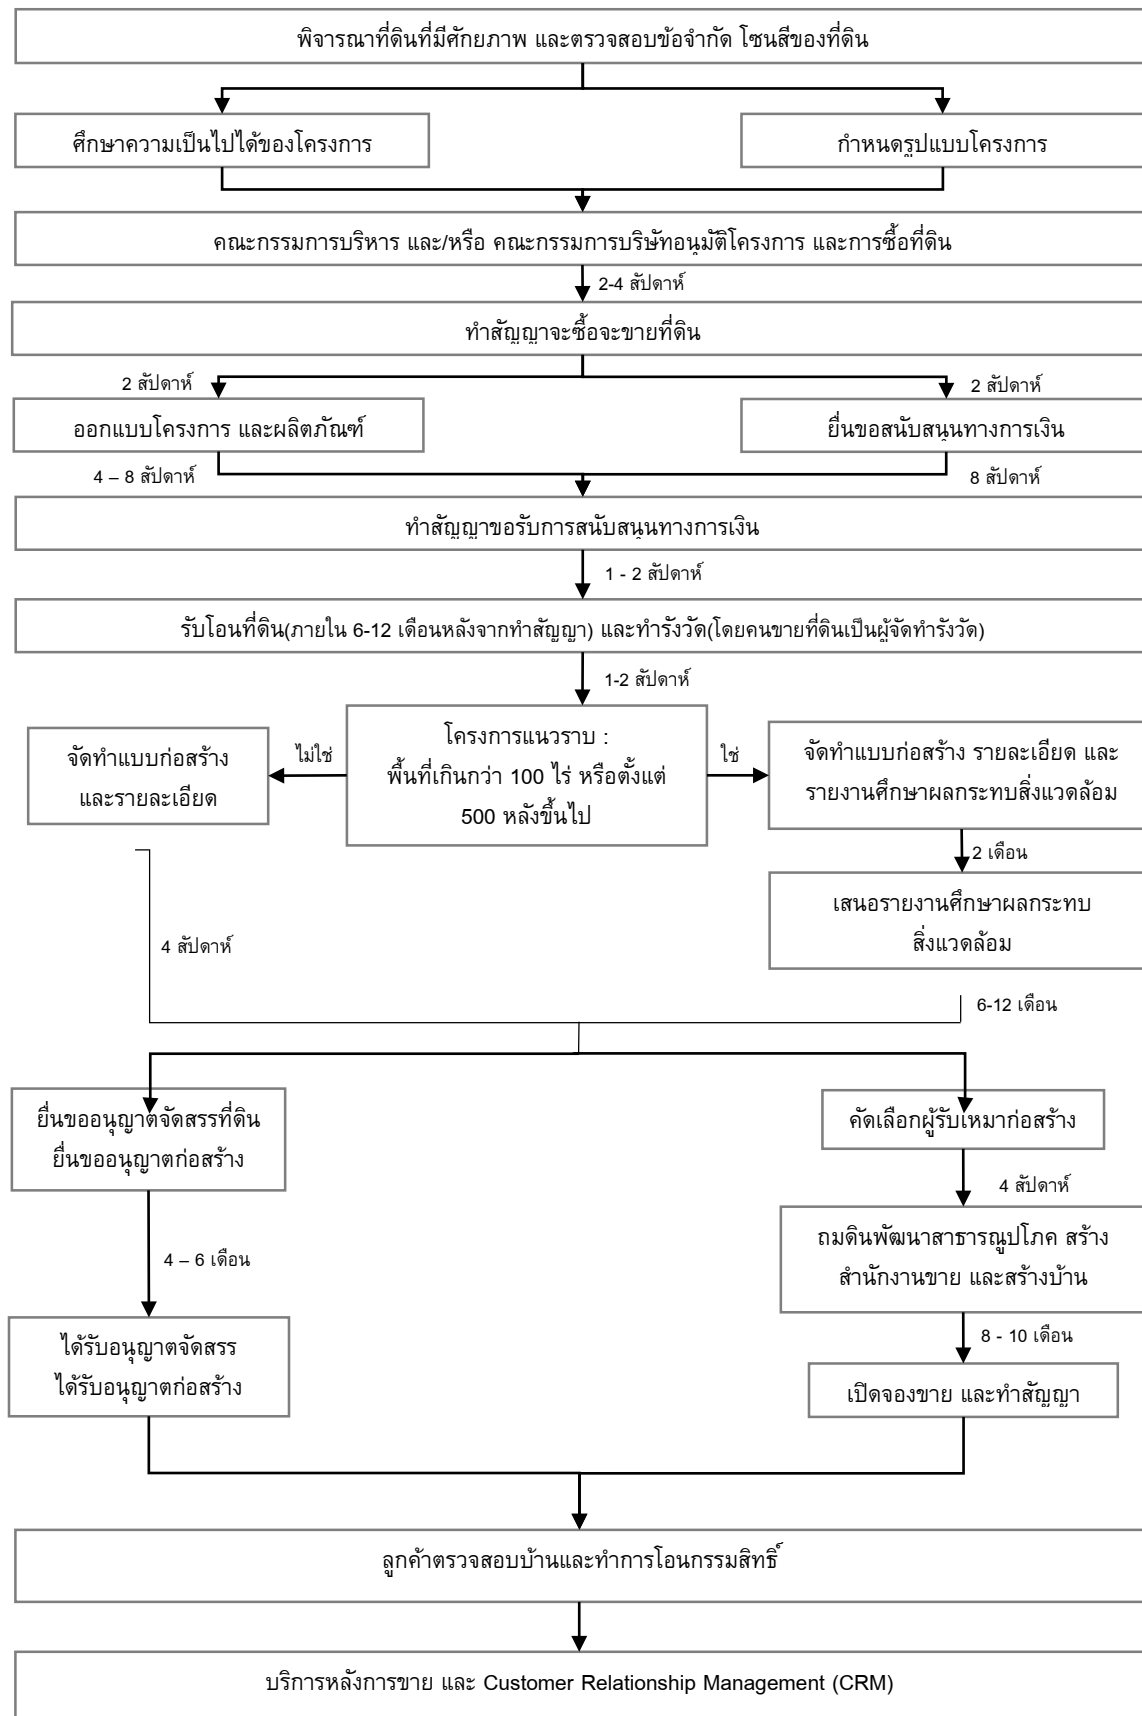 พิจารณาที่ดินที่มีศักยภาพ และตรวจสอบข้อจำกัด โซนสีของที่ดิน
ศึกษาความเป็นไปได้ของโครงการ
กำหนดรูปแบบโครงการ
คณะกรรมการบริหาร และ/หรือ คณะกรรมการบริษัทอนุมัติโครงการ และการซื้อที่ดิน
2-4 สัปดาห์
ทำสัญญาจะซื้อจะขายที่ดิน
2 สัปดาห์
2 สัปดาห์
ออกแบบโครงการ และผลิตภัณฑ์
ยื่นขอสนับสนุนทางการเงิน
4 – 8 สัปดาห์
8 สัปดาห์
ทำสัญญาขอรับการสนับสนุนทางการเงิน
1 - 2 สัปดาห์
รับโอนที่ดิน(ภายใน 6-12 เดือนหลังจากทำสัญญา) และทำรังวัด(โดยคนขายที่ดินเป็นผู้จัดทำรังวัด)
1-2 สัปดาห์
โครงการแนวราบ :
พื้นที่เกินกว่า 100 ไร่ หรือตั้งแต่
500 หลังขึ้นไป
ไม่ใช่
ใช่
จัดทำแบบก่อสร้าง
และรายละเอียด
จัดทำแบบก่อสร้าง รายละเอียด และ
รายงานศึกษาผลกระทบสิ่งแวดล้อม
2 เดือน
เสนอรายงานศึกษาผลกระทบ
สิ่งแวดล้อม
4 สัปดาห์
6-12 เดือน
ยื่นขออนุญาตจัดสรรที่ดิน
ยื่นขออนุญาตก่อสร้าง
คัดเลือกผู้รับเหมาก่อสร้าง
4 สัปดาห์
ถมดินพัฒนาสาธารณูปโภค สร้าง
สำนักงานขาย และสร้างบ้าน
4 – 6 เดือน
8 - 10 เดือน
ได้รับอนุญาตจัดสรร
ได้รับอนุญาตก่อสร้าง
เปิดจองขาย และทำสัญญา
ลูกค้าตรวจสอบบ้านและทำการโอนกรรมสิทธิ์
บริการหลังการขาย และ Customer Relationship Management (CRM)